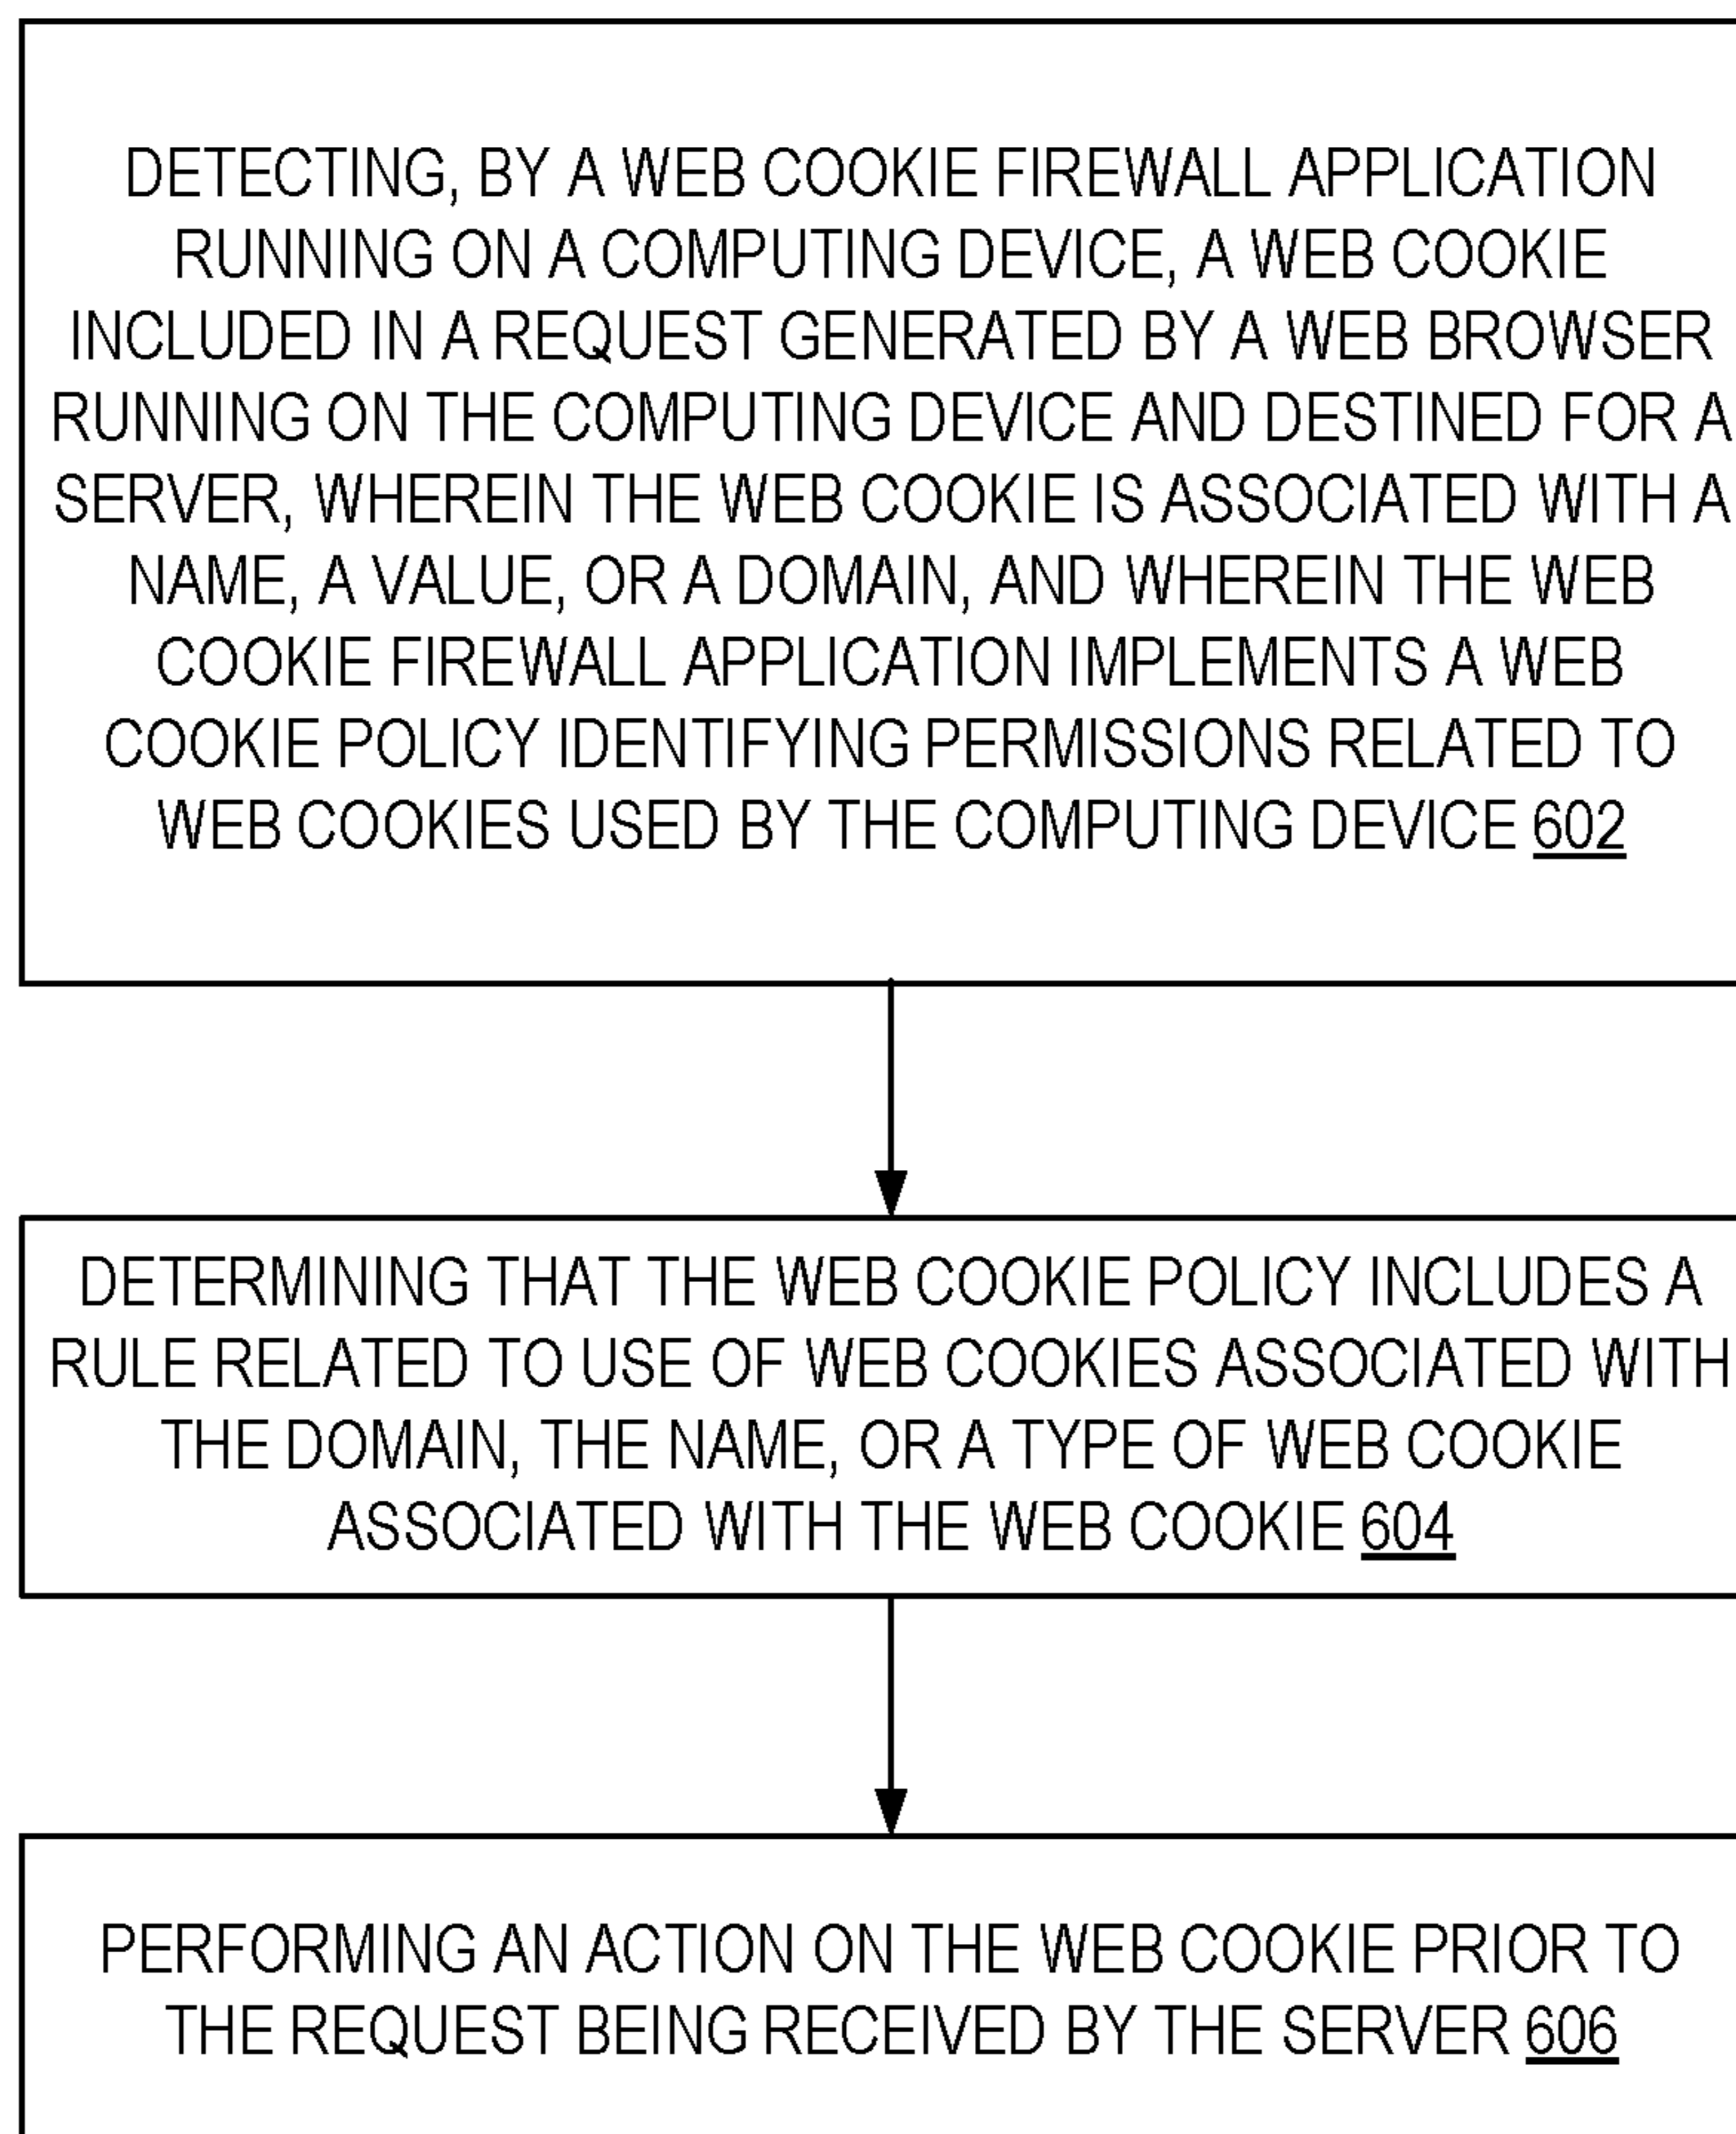 DETECTING, BY A WEB COOKIE FIREWALL APPLICATION
RUNNING ON A COMPUTING DEVICE, A WEB COOKIE
INCLUDED IN A REQUEST GENERATED BY A WEB BROWSER
RUNNING ON THE COMPUTING DEVICE AND DESTINED FOR A
SERVER, WHEREIN THE WEB COOKIE IS ASSOCIATED WITH A
NAME, A VALUE, OR A DOMAIN, AND WHEREIN THE WEB
COOKIE FIREWALL APPLICATION IMPLEMENTS A WEB
COOKIE POLICY IDENTIFYING PERMISSIONS RELATED TO
WEB COOKIES USED BY THE COMPUTING DEVICE 602
DETERMINING THAT THE WEB COOKIE POLICY INCLUDES A
RULE RELATED TO USE OF WEB COOKIES ASSOCIATED WITH
THE DOMAIN, THE NAME, OR A TYPE OF WEB COOKIE
ASSOCIATED WITH THE WEB COOKIE 604
PERFORMING AN ACTION ON THE WEB COOKIE PRIOR TO
THE REQUEST BEING RECEIVED BY THE SERVER 606